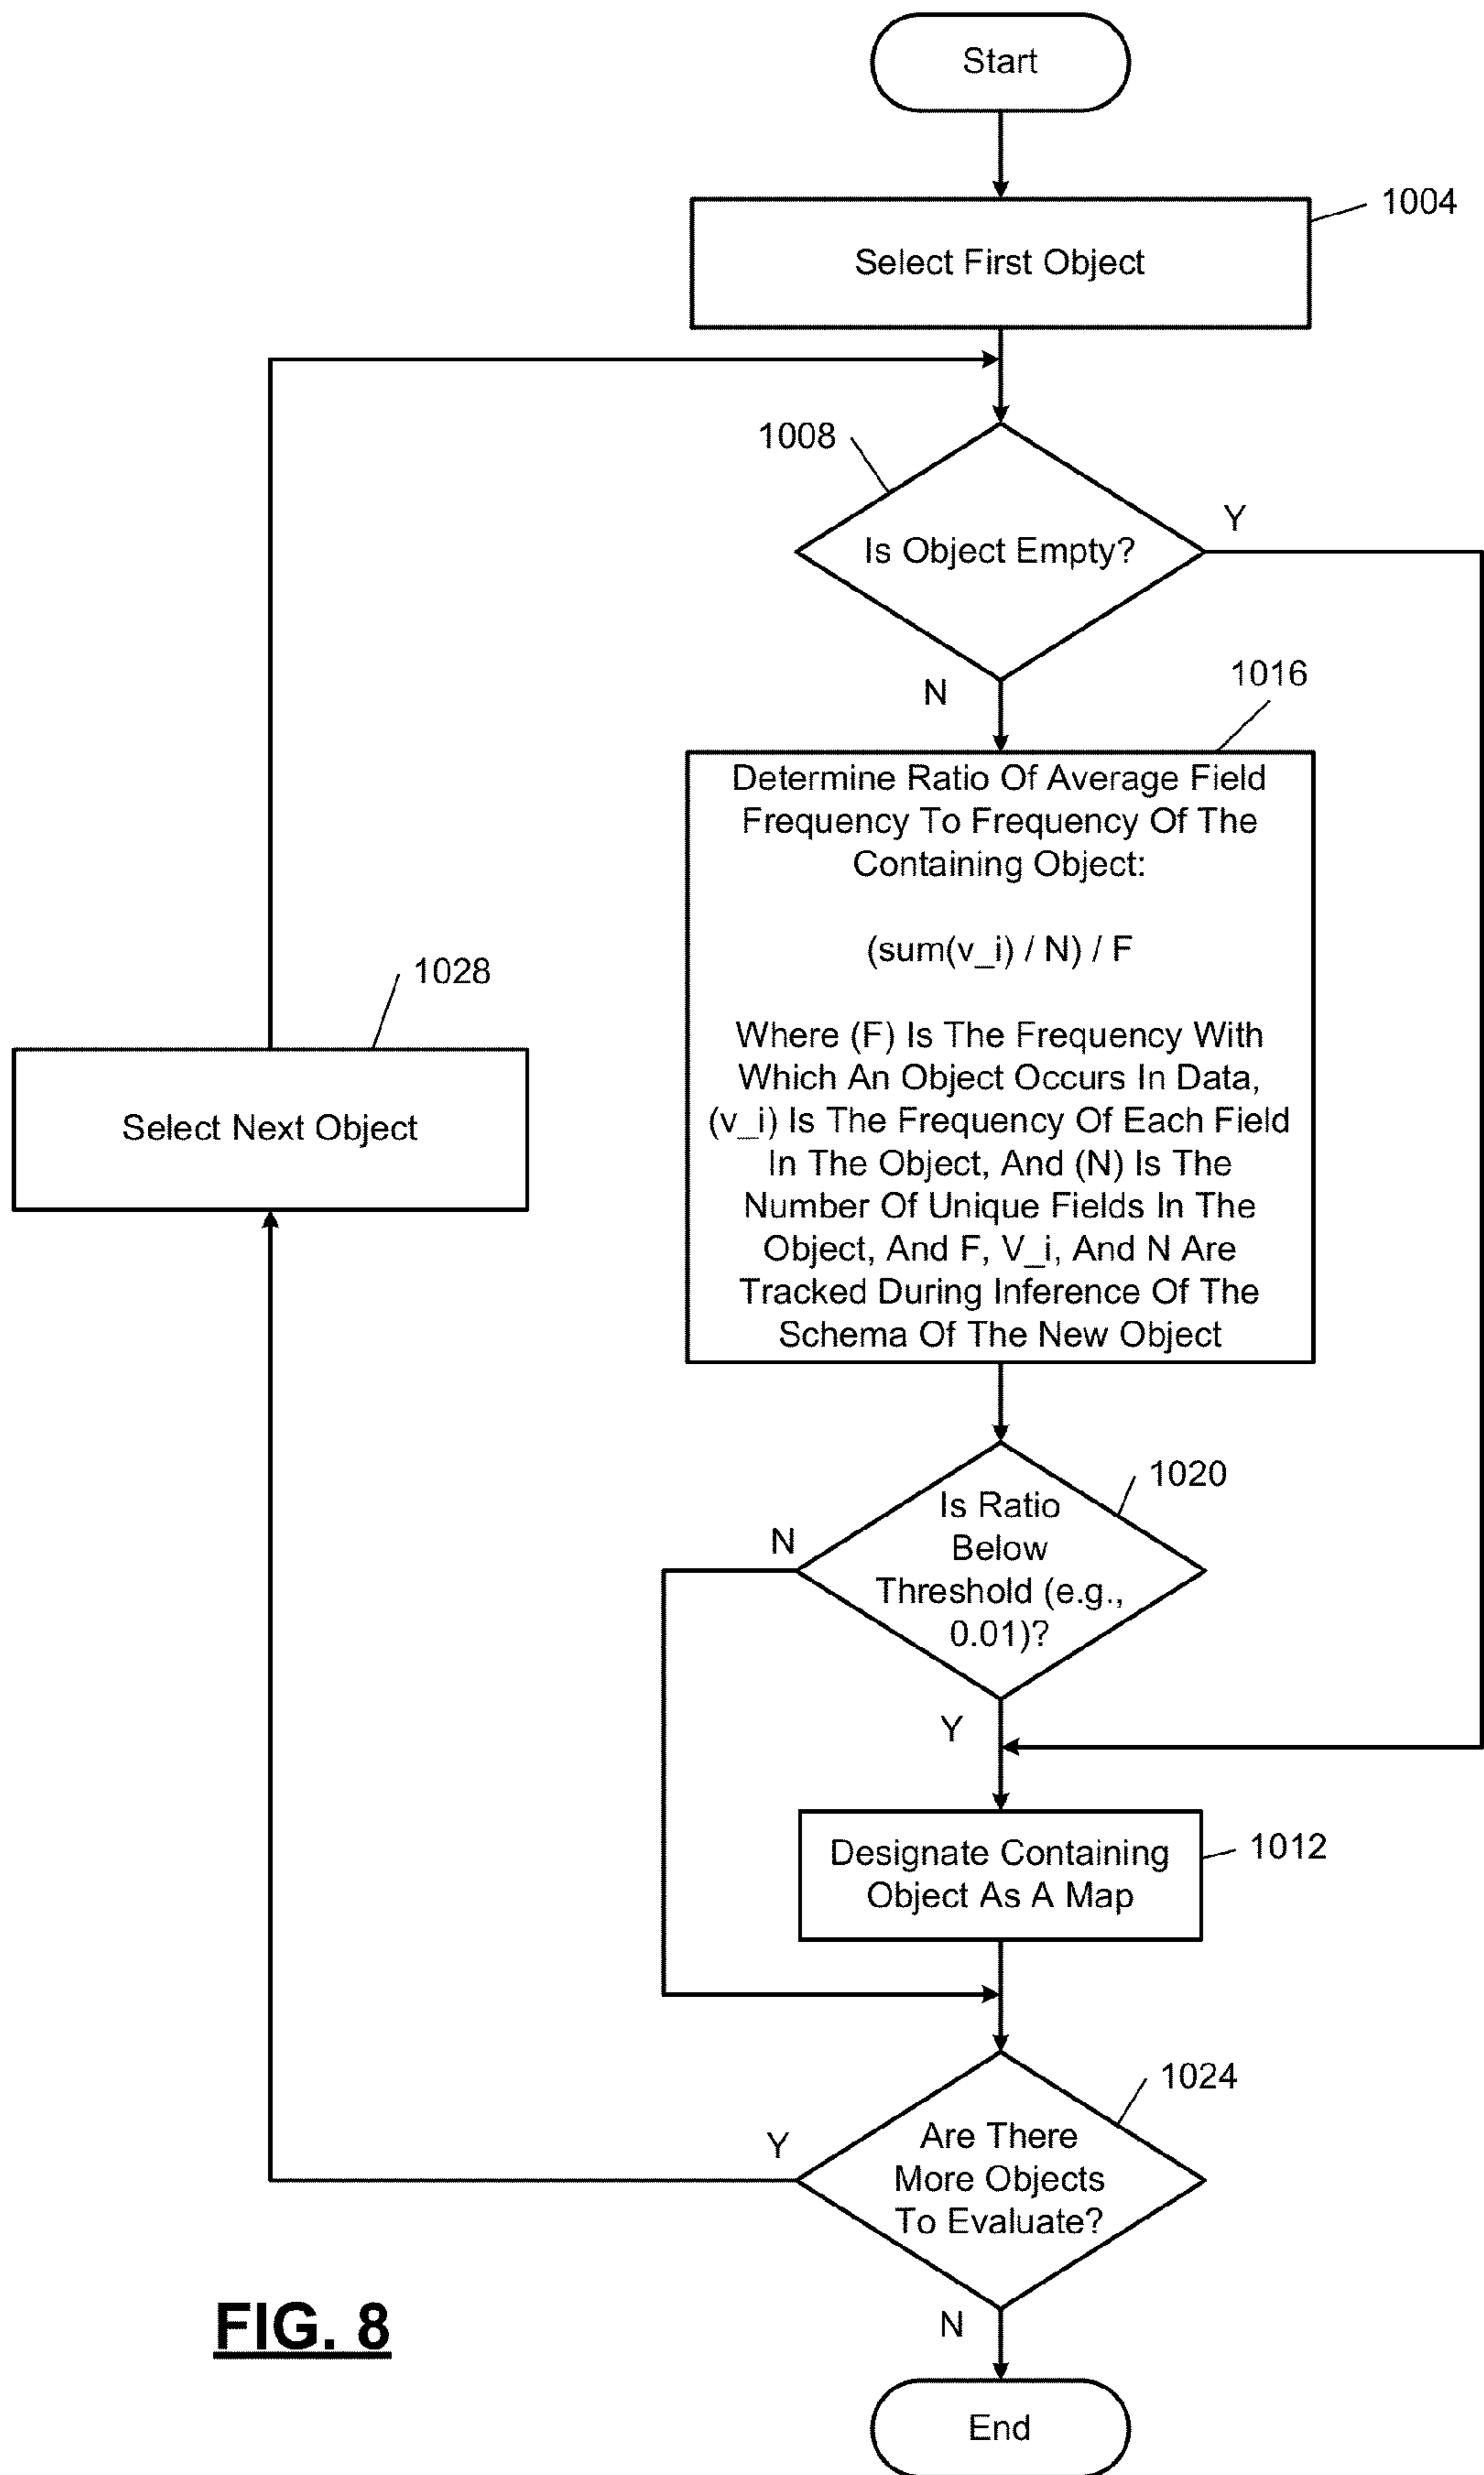 Start
1004
Select First Object
1008
Y
Is Object Empty?
N
1016
Determine Ratio Of Average Field
Frequency To Frequency Of The
Containing Object:
(sum(v_i) / N) / F
Where (F) Is The Frequency With
Which An Object Occurs In Data,
(v_i) Is The Frequency Of Each Field
In The Object, And (N) Is The
Number Of Unique Fields In The
Object, And F, V_i, And N Are
Tracked During Inference Of The
Schema Of The New Object
1028
Select Next Object
1020
N
Is Ratio
Below
Threshold (e.g.,
0.01)?
Y
Designate Containing
Object As A Map
1012
1024
Y
Are There
More Objects
To Evaluate?
N
FIG. 8
End